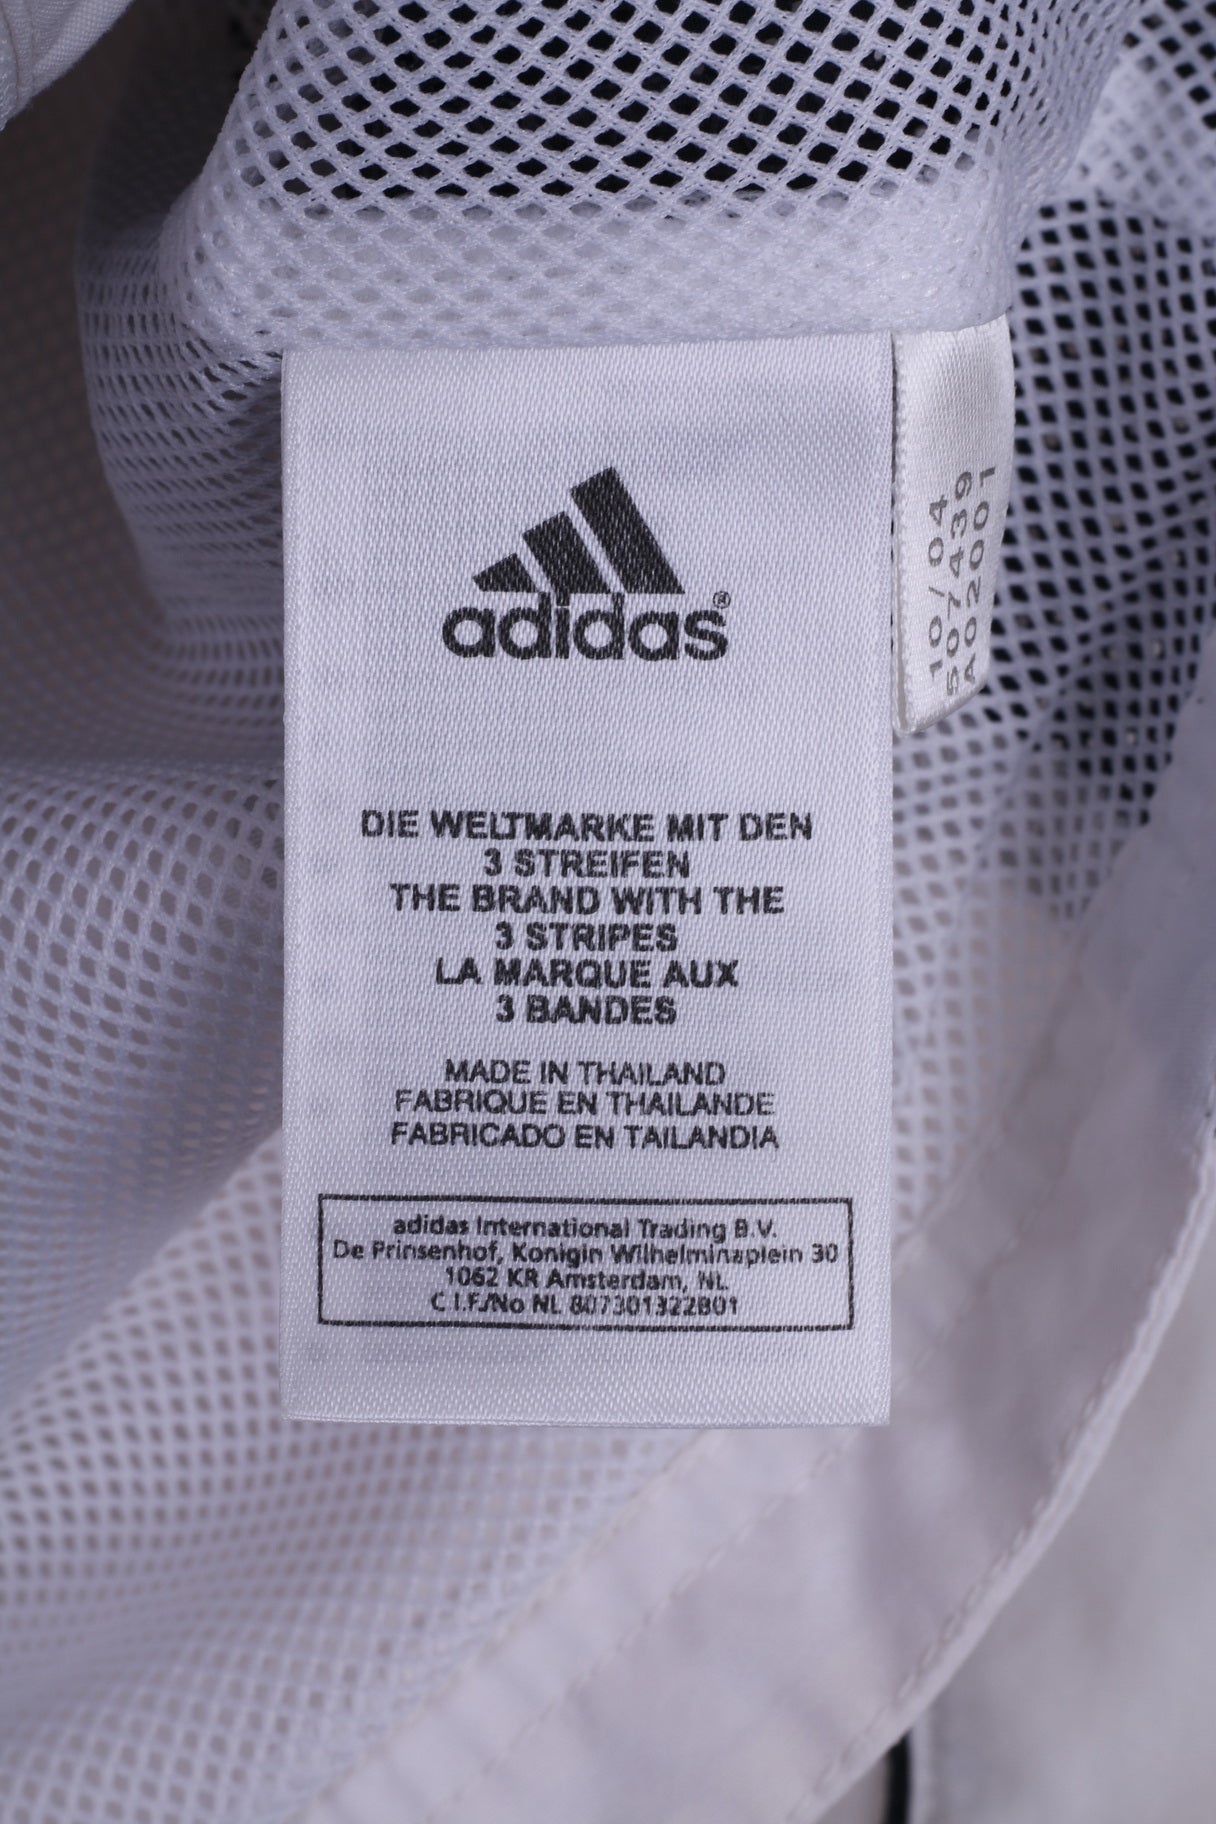 adidas®
DIE WELTMARKE MIT DEN
3 STREIFEN
THE BRAND WITH THE
3 STRIPES
LA MARQUE AUX
3 BANDES
MADE IN THAILAND
FABRIQUE EN THAILANDE
FABRICADO EN TAILANDIA
adidas International Trading B.V.
De Prinsenhof, Konigin Wilhelminaplein 30
1062 KR Amsterdam, NL
C I.F./No NL 807301322B01
10/04
507439
A02001